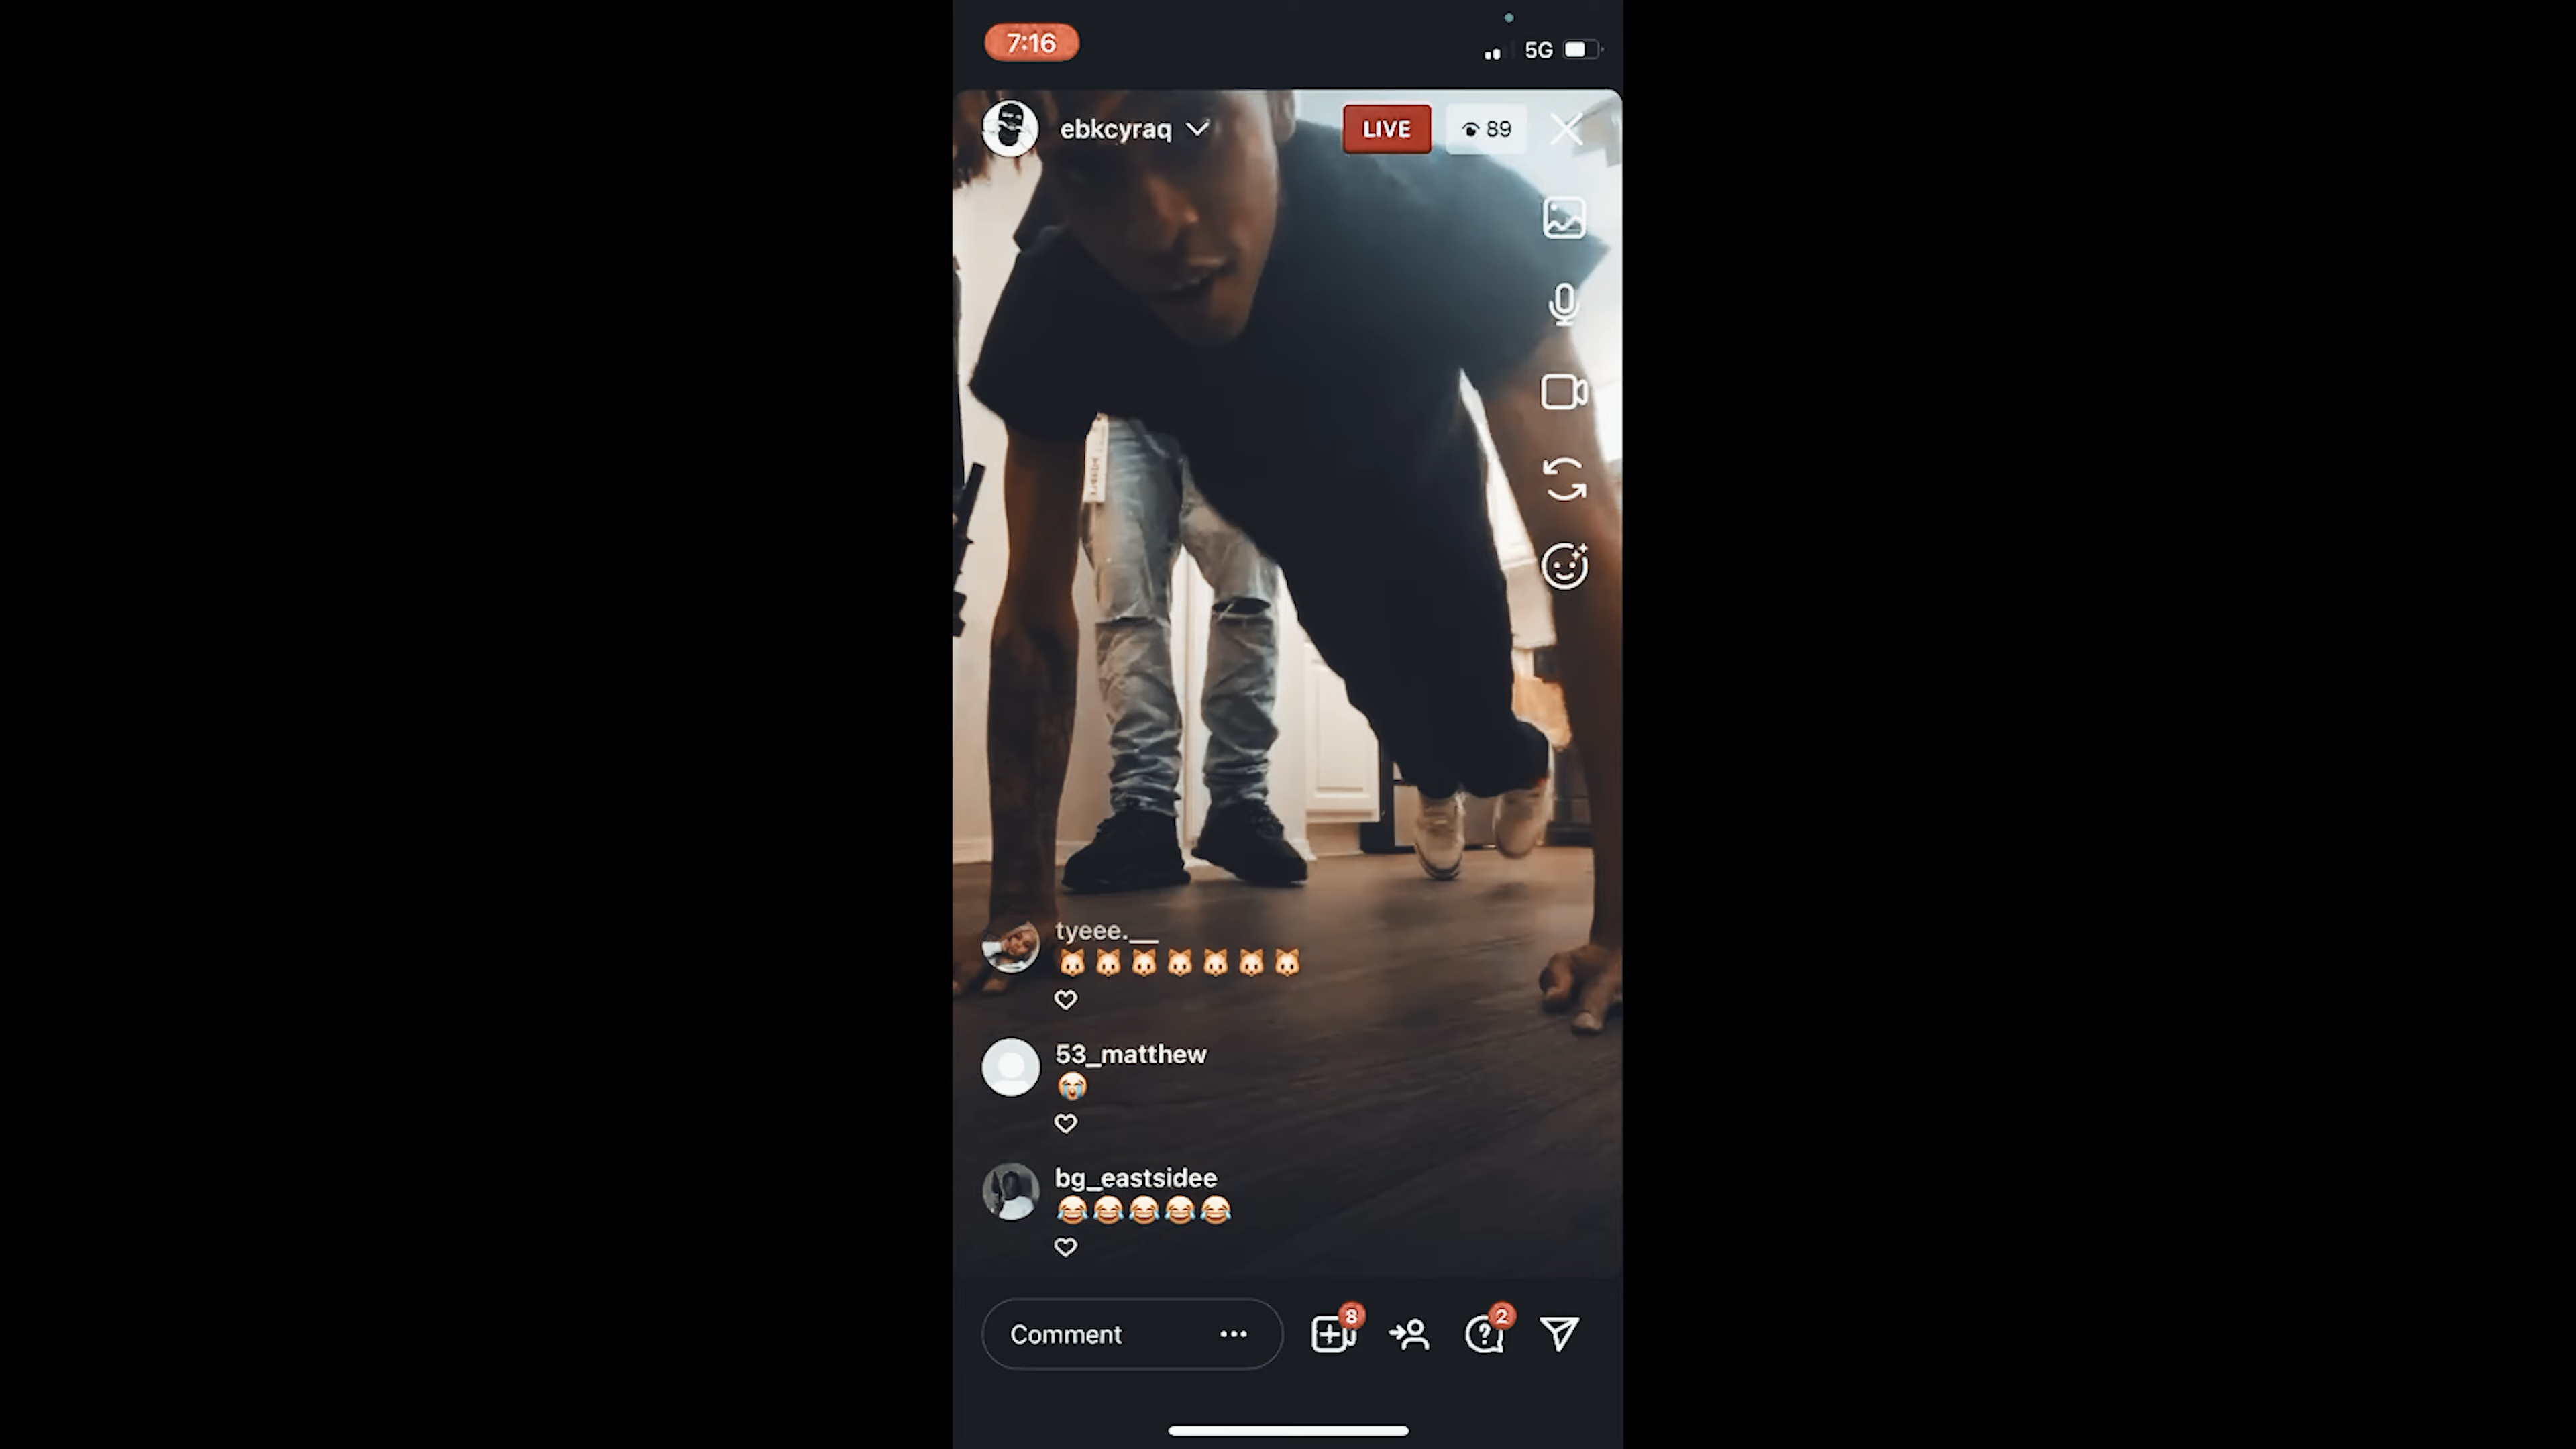 7:16
5G
ebkcyraq
LIVE
89
tyeee.__
53_matthew
bg_eastsidee
Comment
8
2